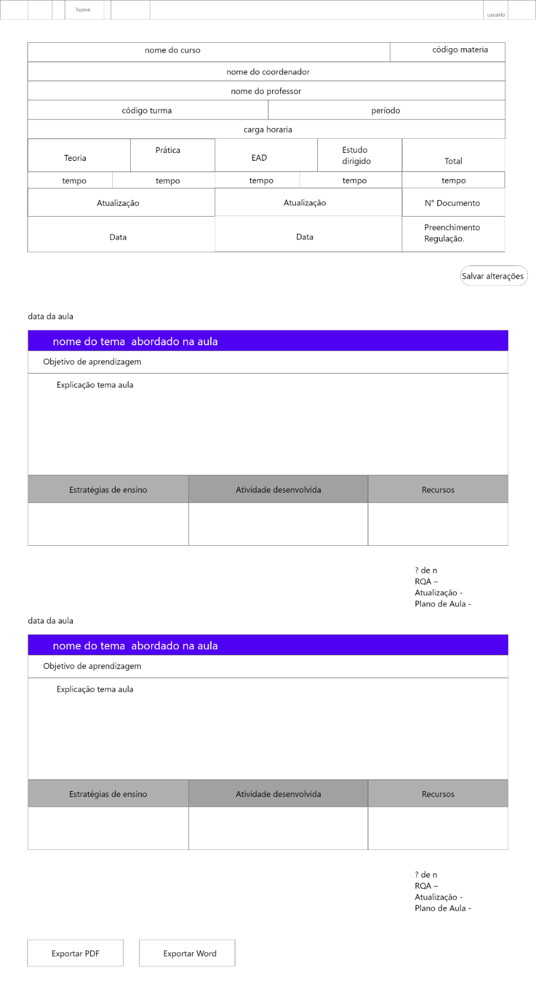 home
usuario
nome do curso
código materia
nome do coordenador
nome do professor
código turma
período
carga horaria
Teoria
Prática
EAD
Estudo
dirigido
Total
tempo
tempo
tempo
tempo
tempo
Atualização
Atualização
N° Documento
Data
Data
Preenchimento
Regulação.
Salvar alterações
data da aula
nome do tema  abordado na aula
Objetivo de aprendizagem
Explicação tema aula
Estratégias de ensino
Atividade desenvolvida
Recursos
? de n
RQA –
Atualização -
Plano de Aula -
data da aula
nome do tema  abordado na aula
Objetivo de aprendizagem
Explicação tema aula
Estratégias de ensino
Atividade desenvolvida
Recursos
? de n
RQA –
Atualização -
Plano de Aula -
Exportar PDF
Exportar Word